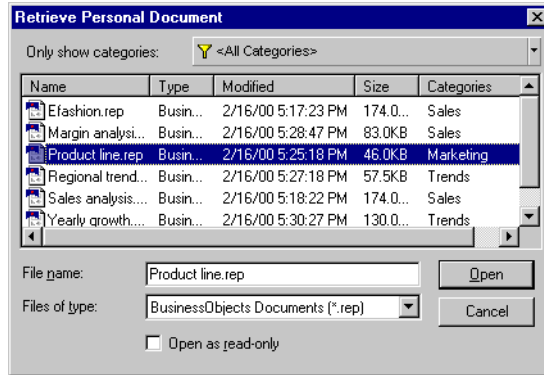 Retrieve Personal Document
Only show categories: <All Categories>
Name Type Modified Size Categories
Efashion.rep Busin... 2/16/00 5:17:23 PM 174.0... Sales
Margin analysi... Busin... 2/16/00 5:28:47 PM 83.0KB Sales
Product line.rep Busin... 2/16/00 5:25:18 PM 46.0KB Marketing
Regional trend... Busin... 2/16/00 5:27:18 PM 57.5KB Trends
Sales analysis.... Busin... 2/16/00 5:18:22 PM 174.0... Sales
Yearly growth.... Busin... 2/16/00 5:30:27 PM 130.0... Trends
File name: Product line.rep Open
Files of type: BusinessObjects Documents (*.rep) Cancel
Open as read-only